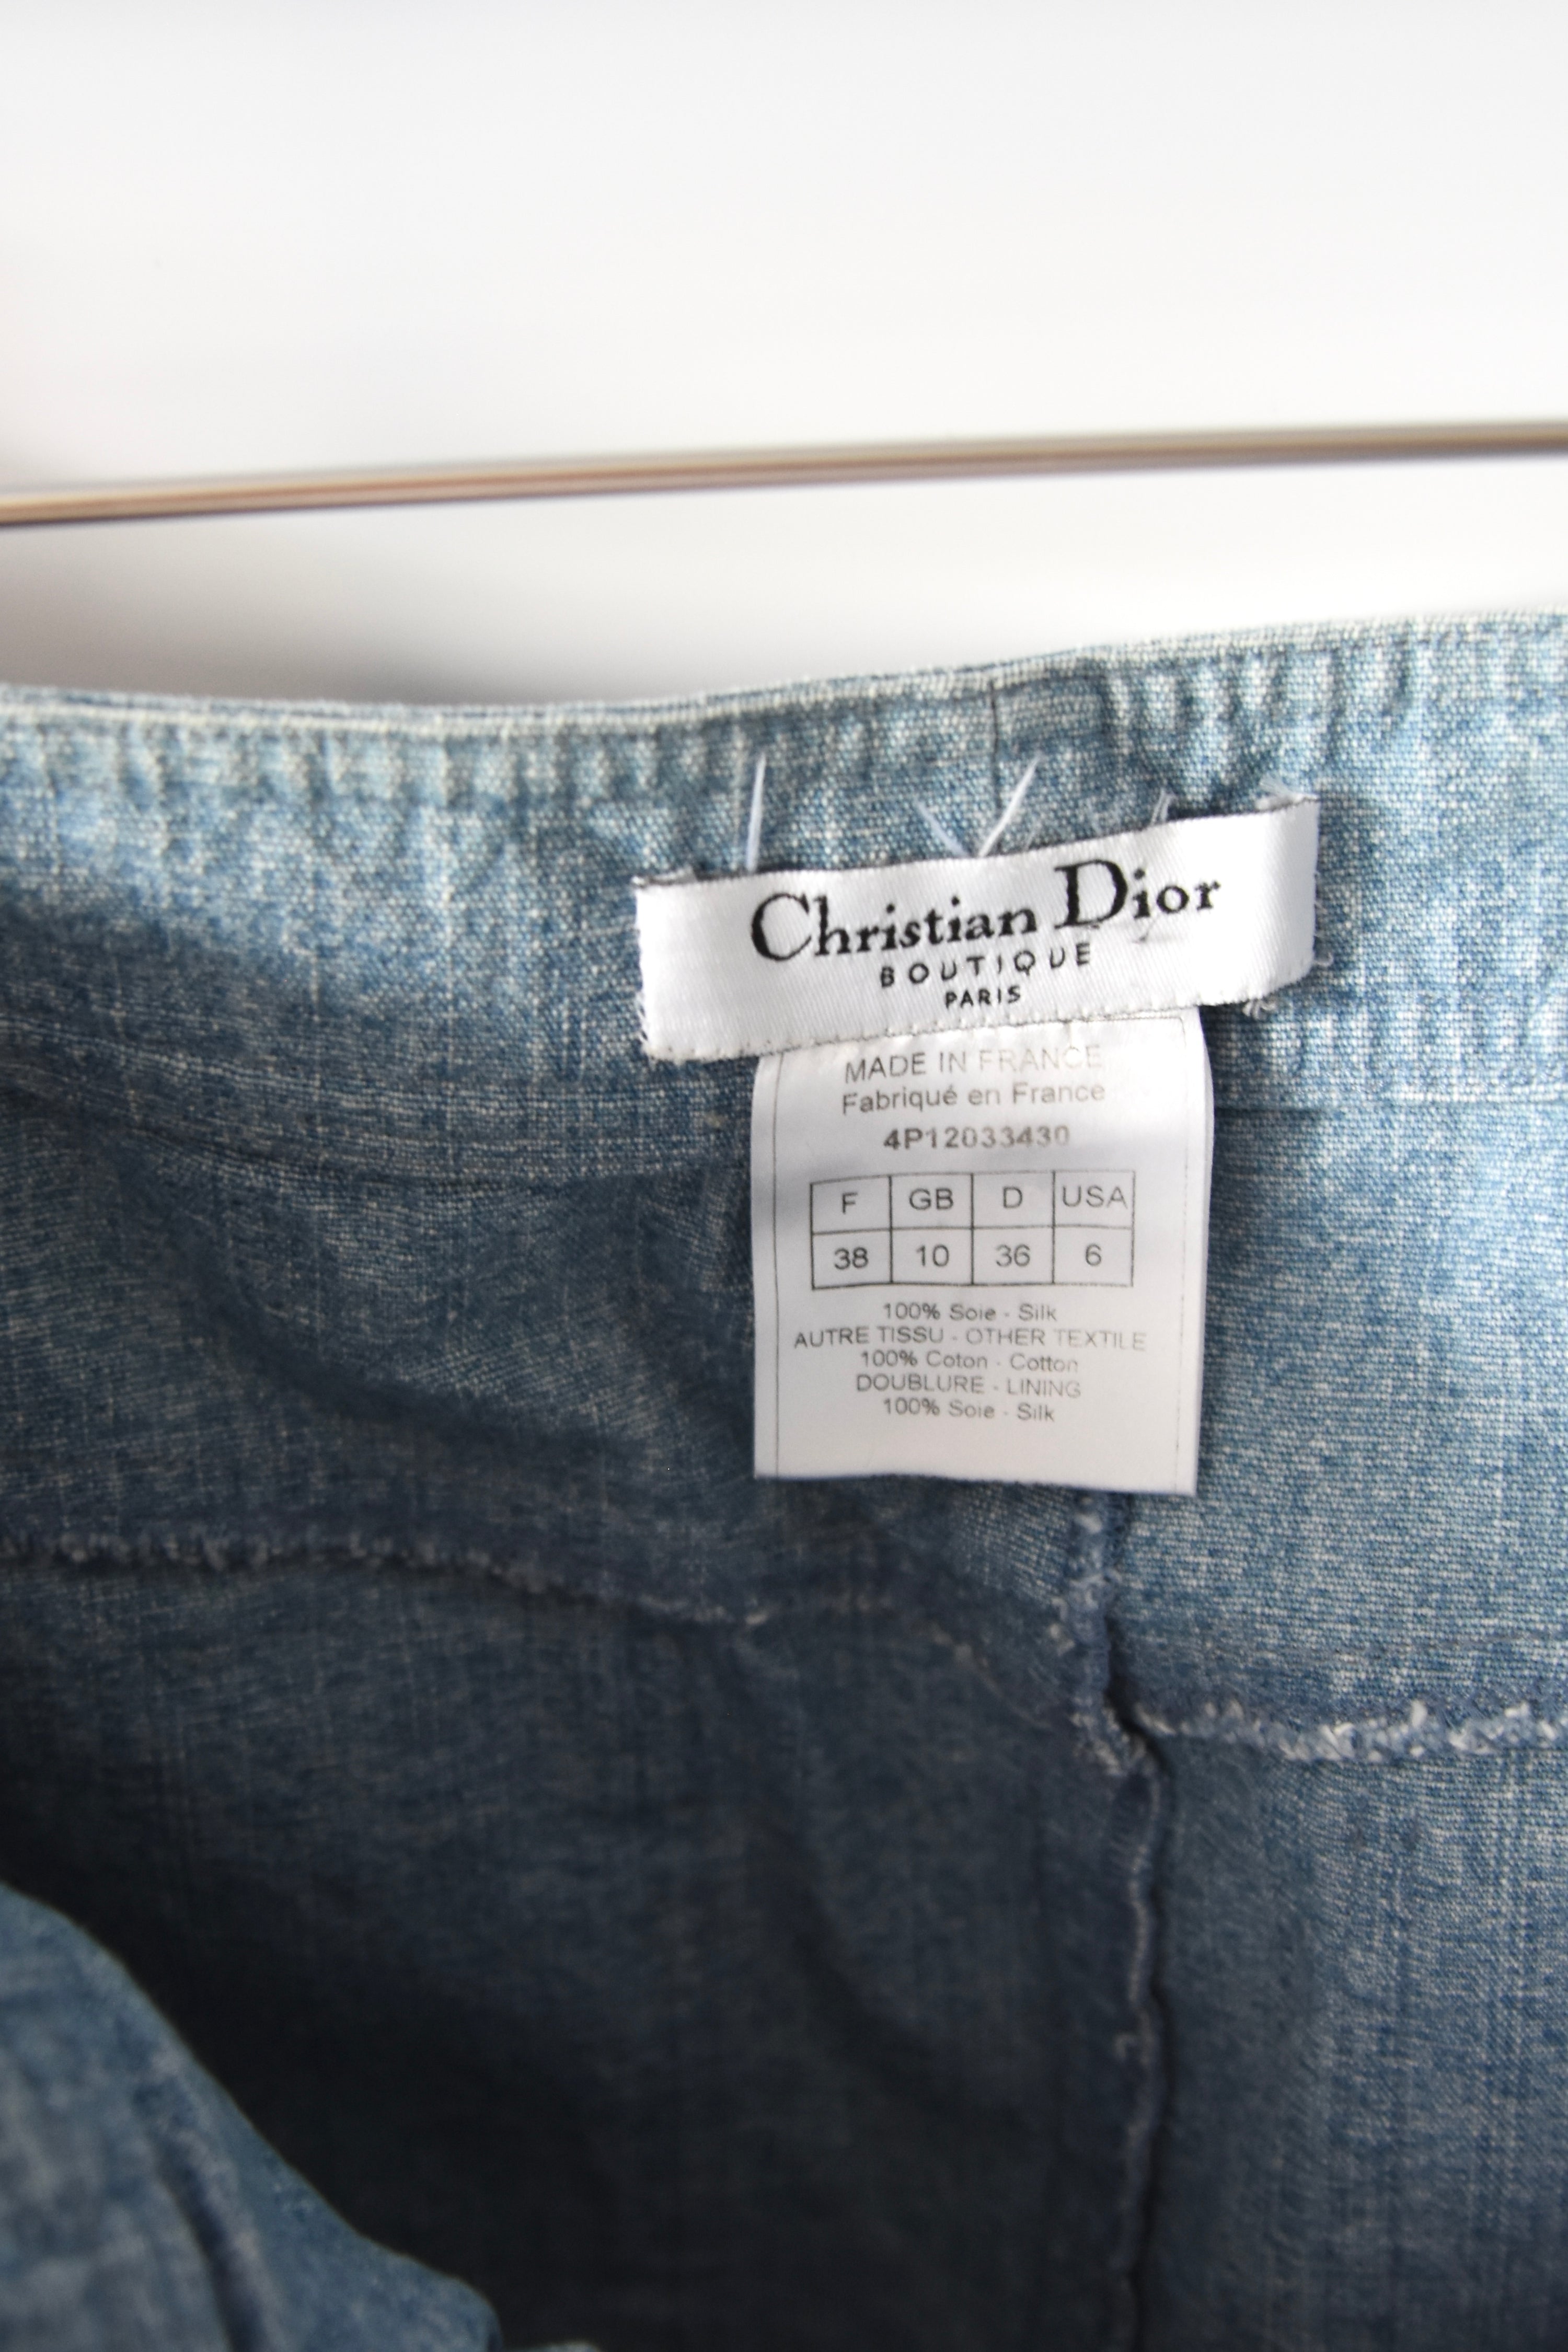 Christian Dior
BOUTIQUE
PARIS
MADE IN FRANCE
Fabriqué en France
4P12033430
F GB D USA
38 10 36 6
100% Soie - Silk
AUTRE TISSU - OTHER TEXTILE
100% Coton - Cotton
DOUBLURE - LINING
100% Soie - Silk